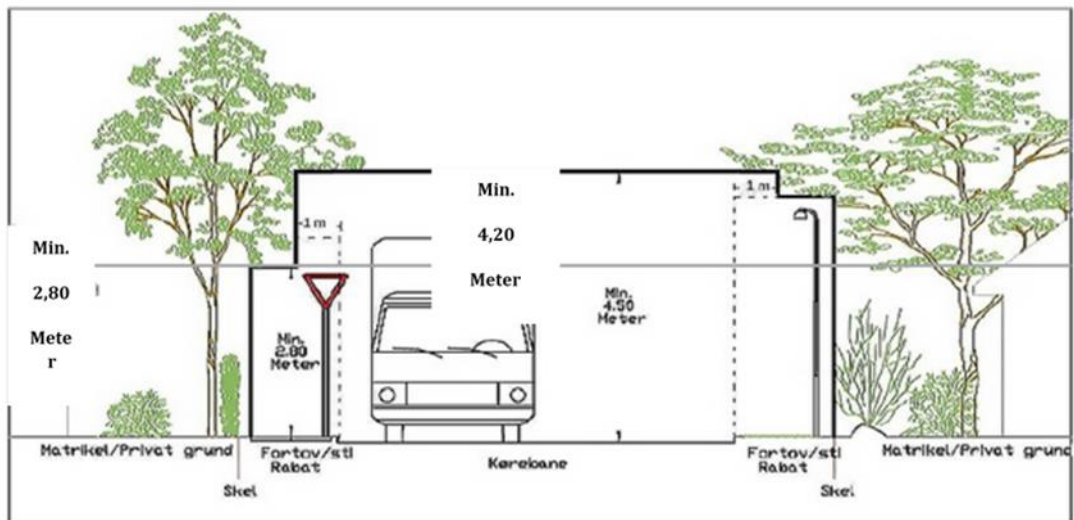 Min.
4,20
Meter
1 m
1 m
Min.
2,80
Mete
r
Min.
2.80
Meter
Min.
4.50
Meter
Matrikel/Privat grund
Fortov/sti
Rabat
Kørebane
Fortov/sti
Rabat
Matrikel/Privat grund
Skel
Skel